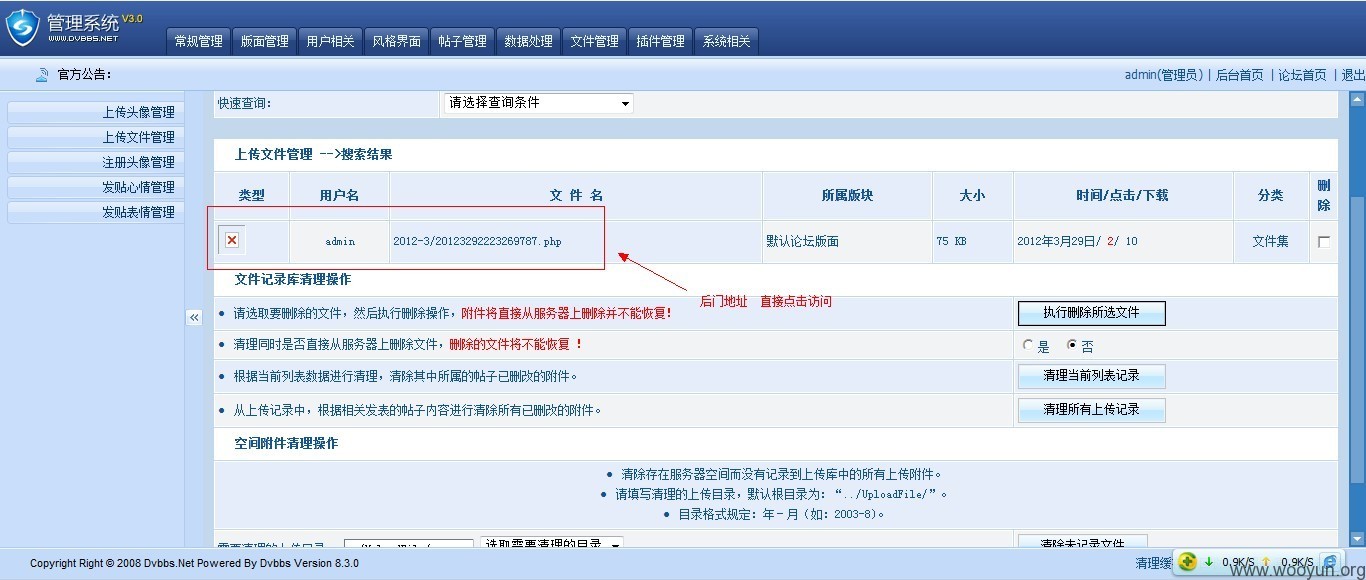 管理系统 V3.0
WWW.DVBBS.NET
常规管理 版面管理 用户相关 风格界面 帖子管理 数据处理 文件管理 插件管理 系统相关
官方公告:
admin(管理员) | 后台首页 | 论坛首页 | 退出
上传头像管理
上传文件管理
注册头像管理
发贴心情管理
发贴表情管理
快速查询: 请选择查询条件
上传文件管理 -->搜索结果
类型 用户名 文 件 名 所属版块 大小 时间/点击/下载 分类 删除
admin 2012-3/20123292223269787.php 默认论坛版面 75 KB 2012年3月29日/ 2/ 10 文件集
文件记录库清理操作
后门地址 直接点击访问
● 请选取要删除的文件，然后执行删除操作，附件将直接从服务器上删除并不能恢复! 执行删除所选文件
● 清理同时是否直接从服务器上删除文件，删除的文件将不能恢复 ！ 是 否
● 根据当前列表数据进行清理，清除其中所属的帖子已删改的附件。 清理当前列表记录
● 从上传记录中，根据相关发表的帖子内容进行清除所有已删改的附件。 清理所有上传记录
空间附件清理操作
● 清除存在服务器空间而没有记录到上传库中的所有上传附件。
● 请填写清理的上传目录，默认根目录为：“../UploadFile/”。
● 目录格式规定：年－月（如：2003-8)。
需要清理的上传目录 ../UploadFile/ 选取需要清理的目录 清除未记录文件
Copyright Right © 2008 Dvbbs.Net Powered By Dvbbs Version 8.3.0
清理缓 0.9K/S 0.9K/S
www.wooyun.org